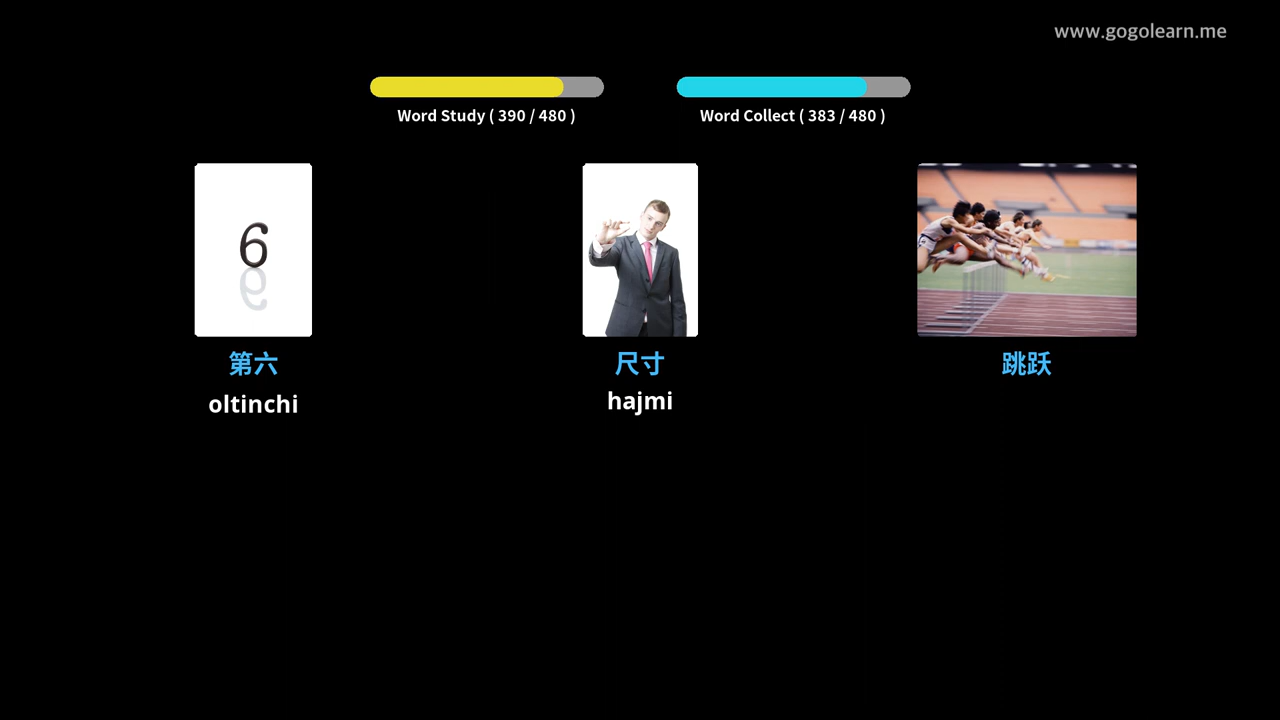 www.gogolearn.me
Word Study ( 390 / 480 )
Word Collect ( 383 / 480 )
6
第六
oltinchi
尺寸
hajmi
跳跃